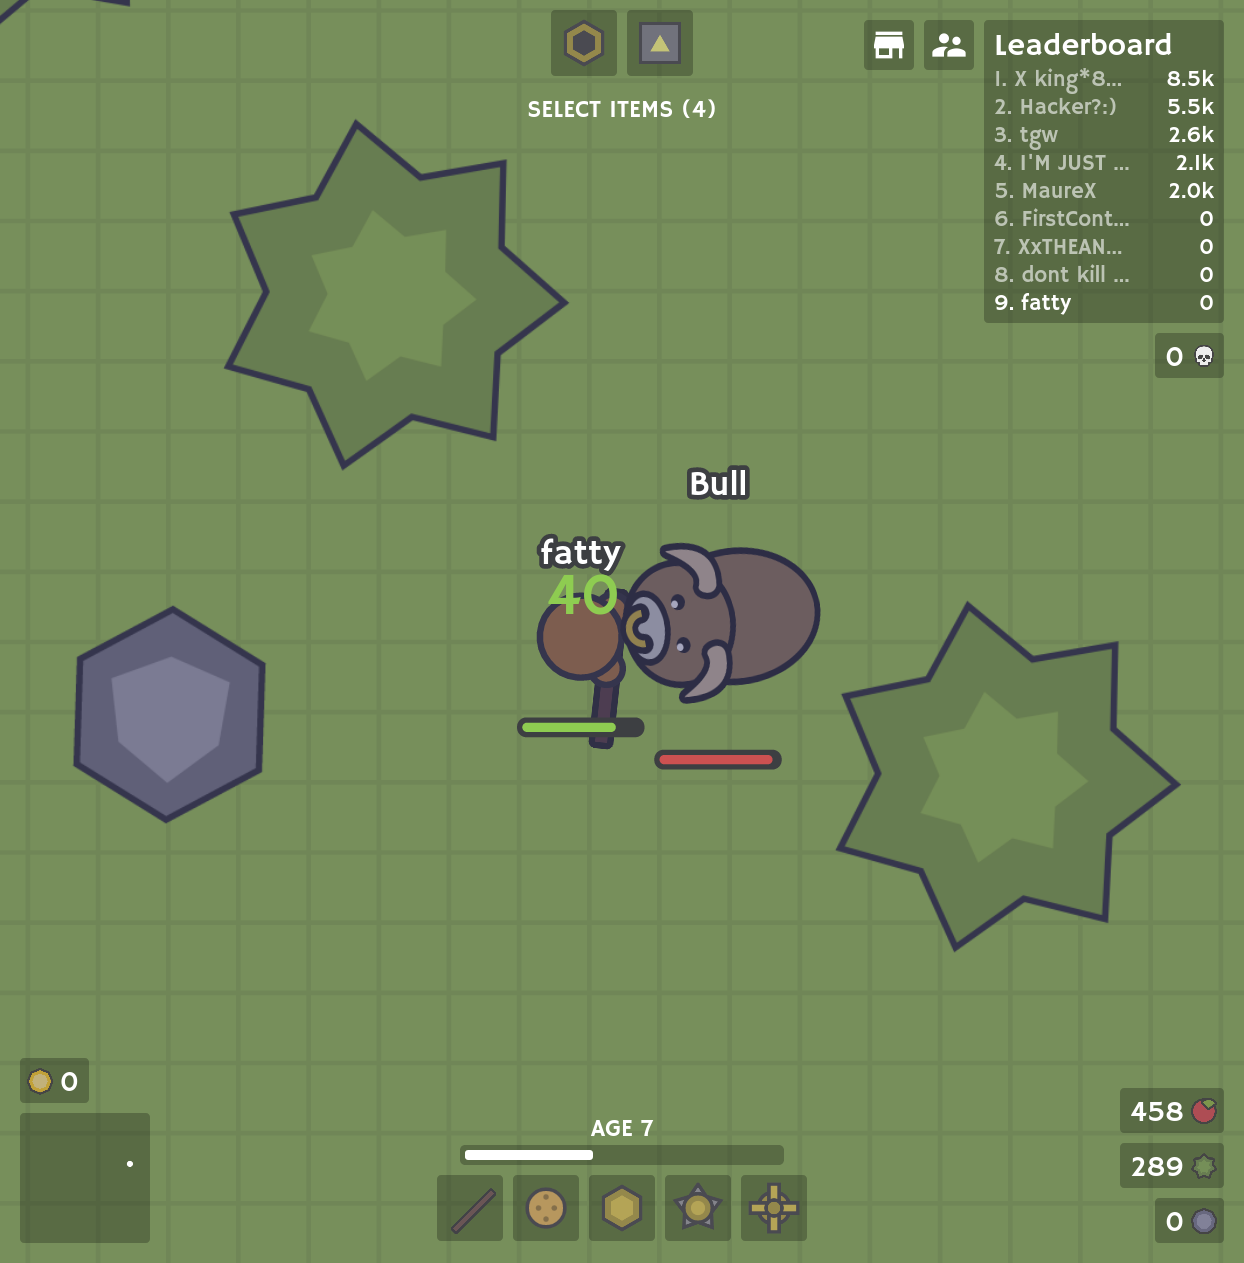 SELECT ITEMS (4)
Leaderboard
1. X king*8... 8.5k
2. Hacker?:) 5.5k
3. tgw 2.6k
4. I'M JUST ... 2.1k
5. MaureX 2.0k
6. FirstCont... 0
7. XxTHEAN... 0
8. dont kill ... 0
9. fatty 0
0
Bull
fatty
40
0
AGE 7
458
289
0